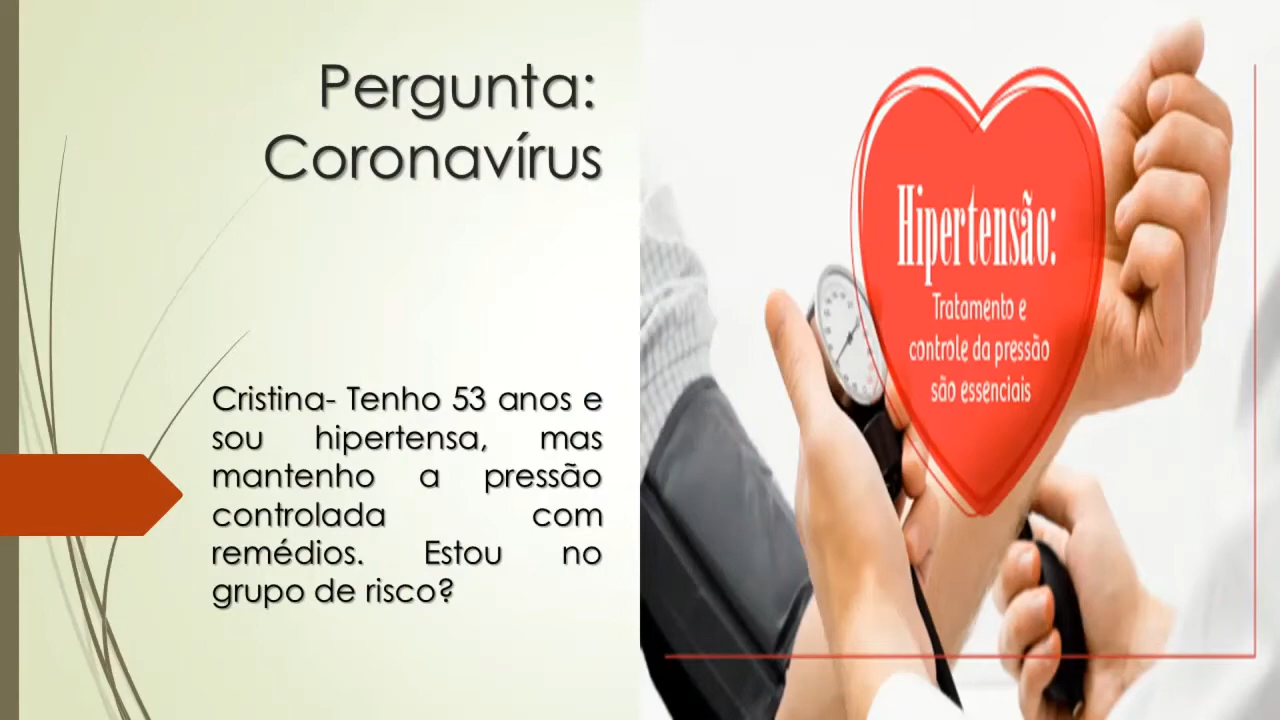 Pergunta:
Coronavírus
Cristina- Tenho 53 anos e
sou hipertensa, mas
mantenho a pressão
controlada com
remédios. Estou no
grupo de risco?
Hipertensão:
Tratamento e
controle da pressão
são essenciais